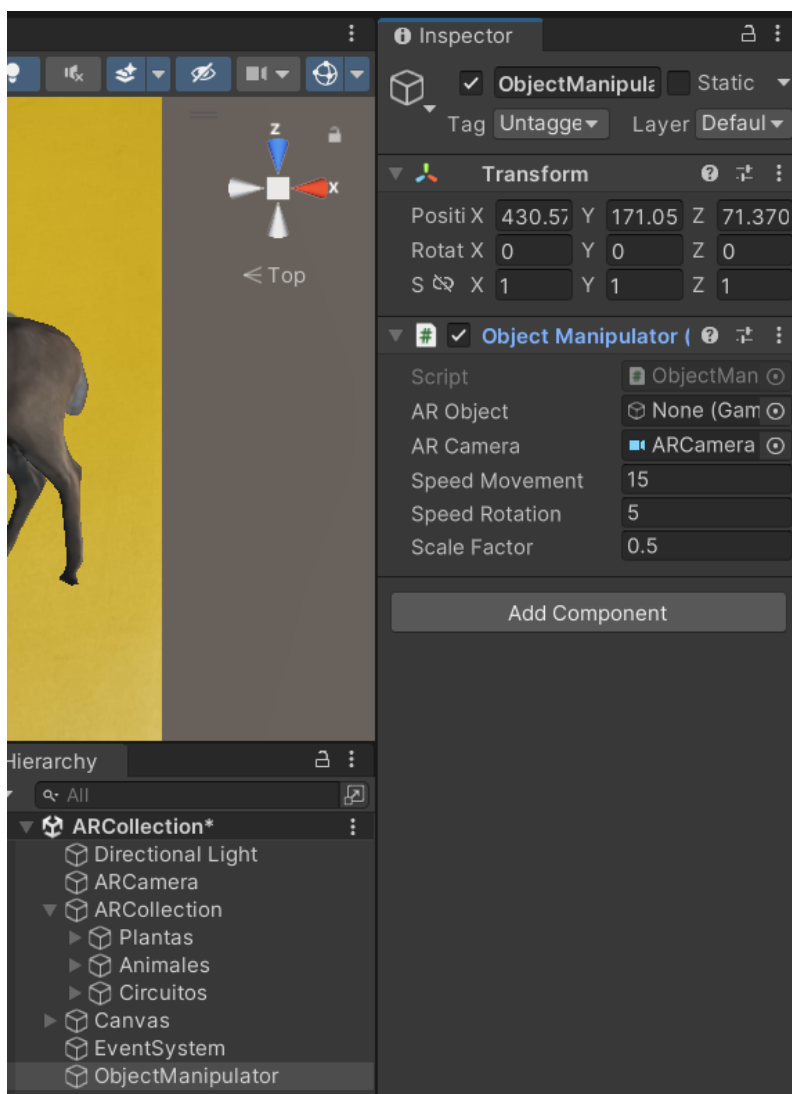 Inspector
ObjectManipula
Static
Tag Untagge Layer Defaul
Transform
Positi X 430.57 Y 171.05 Z 71.370
Rotat X 0 Y 0 Z 0
S X 1 Y 1 Z 1
Object Manipulator (
Script ObjectMan
AR Object None (Gam
AR Camera ARCamera
Speed Movement 15
Speed Rotation 5
Scale Factor 0.5
Add Component
z
x
Top
Hierarchy
All
ARCollection*
Directional Light
ARCamera
ARCollection
Plantas
Animales
Circuitos
Canvas
EventSystem
ObjectManipulator